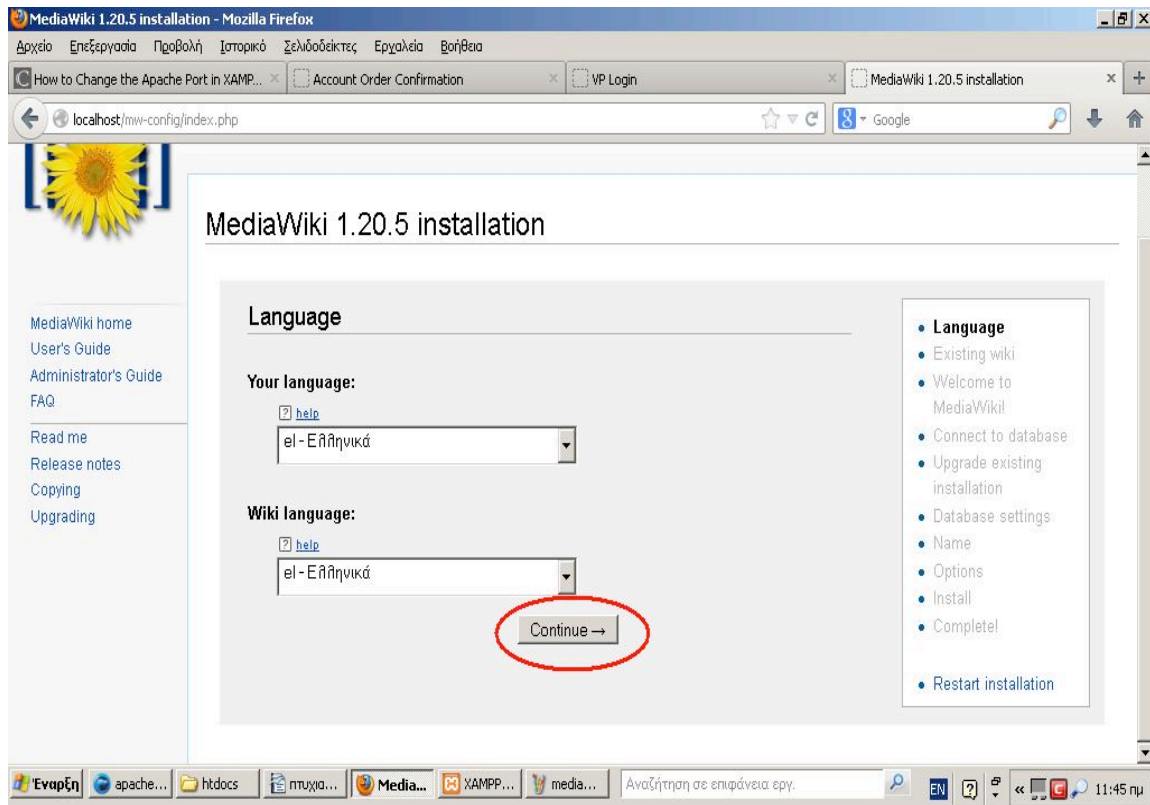 MediaWiki 1.20.5 installation - Mozilla Firefox
Αρχείο Επεξεργασία Προβολή Ιστορικό Σελιδοδείκτες Εργαλεία Βοήθεια
How to Change the Apache Port in XAMP... Account Order Confirmation VP Login MediaWiki 1.20.5 installation
localhost/mw-config/index.php Google
MediaWiki 1.20.5 installation
MediaWiki home
User's Guide
Administrator's Guide
FAQ
Read me
Release notes
Copying
Upgrading
Language
Your language:
? help
el - Ελληνικά
Wiki language:
? help
el - Ελληνικά
Continue →
Language
Existing wiki
Welcome to
MediaWiki!
Connect to database
Upgrade existing
installation
Database settings
Name
Options
Install
Complete!
Restart installation
Έναρξη apache... htdocs πτυχια... Media... XAMPP... media... Αναζήτηση σε επιφάνεια εργ. EN « 11:45 πμ